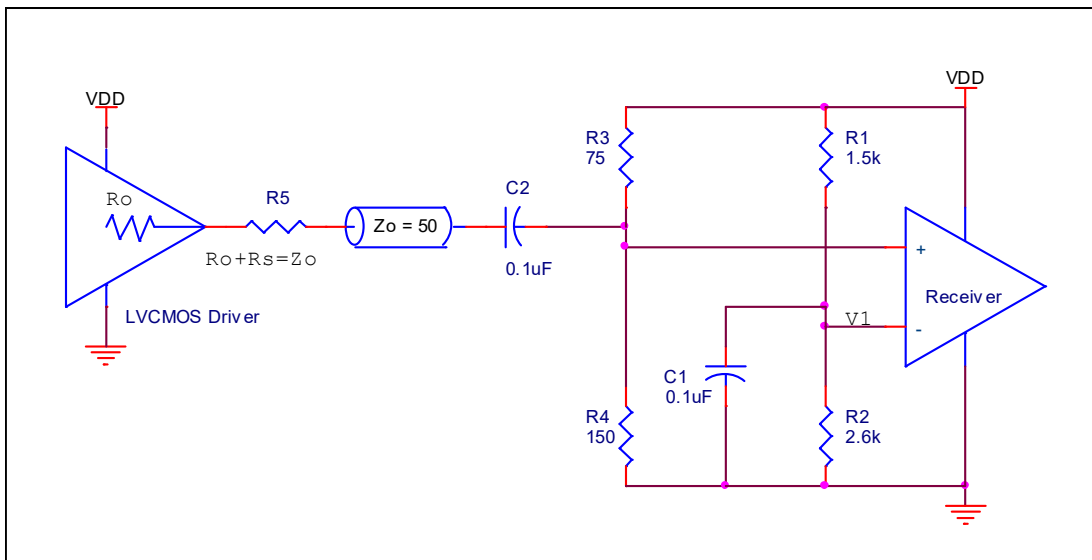 VDD
Ro
R5
Ro+Rs=Zo
LVCMOS Driver
Zo = 50
C2
0.1uF
R3
75
R4
150
C1
0.1uF
VDD
R1
1.5k
V1
R2
2.6k
+
-
Receiver